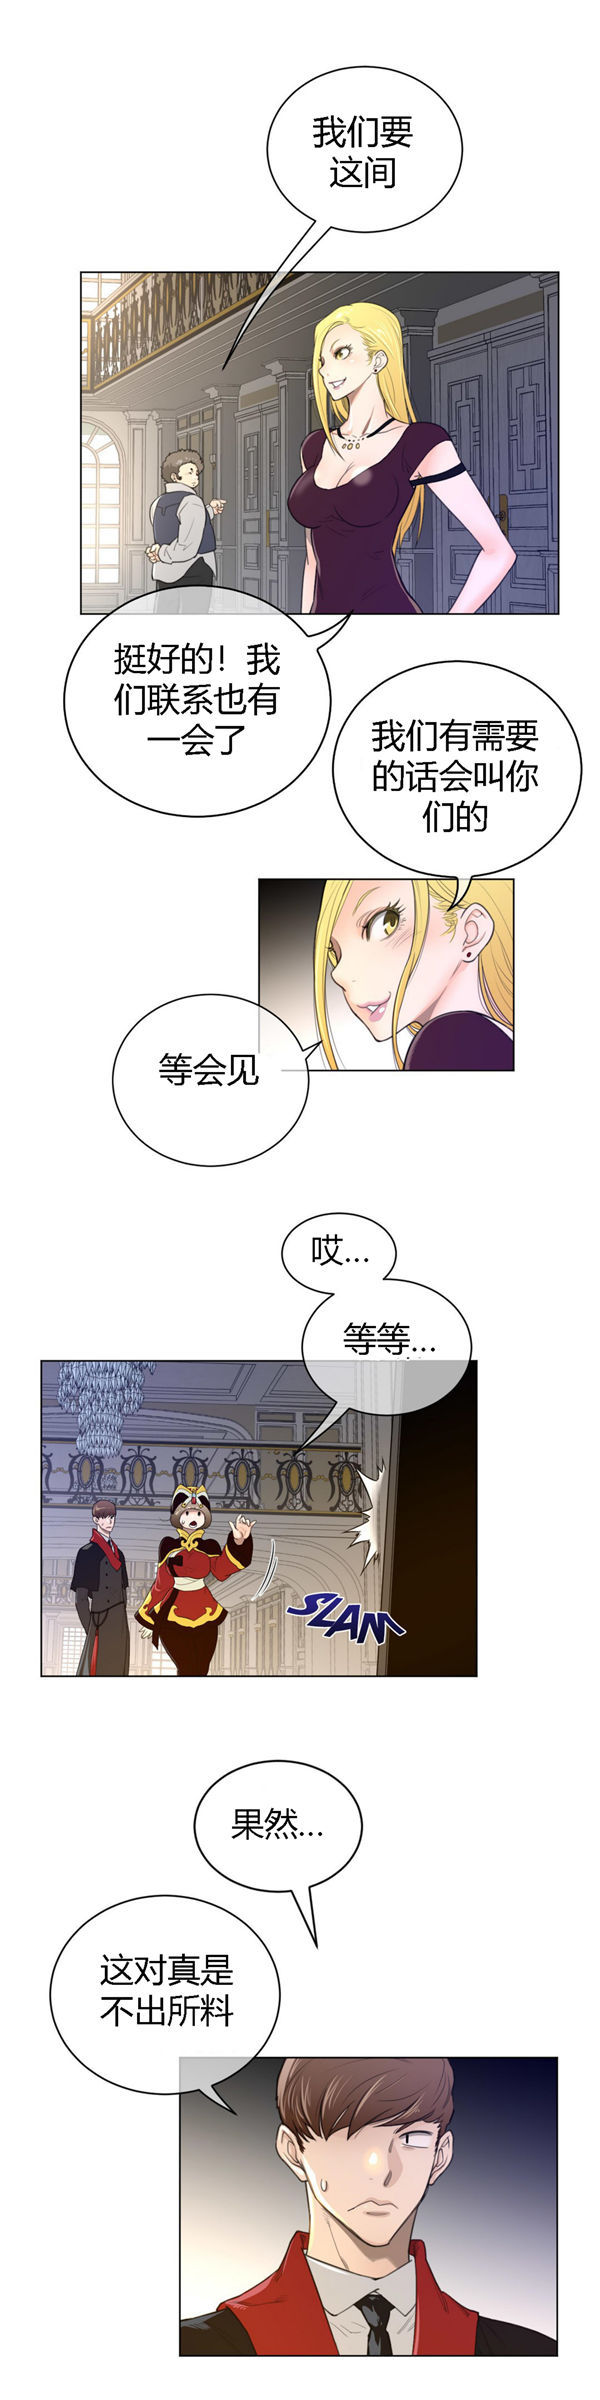 我们要
这间
挺好的！我
们联系也有
一会了
我们有需要
的话会叫你
们的
等会见
哎…
等等…
SLAM
果然…
这对真是
不出所料